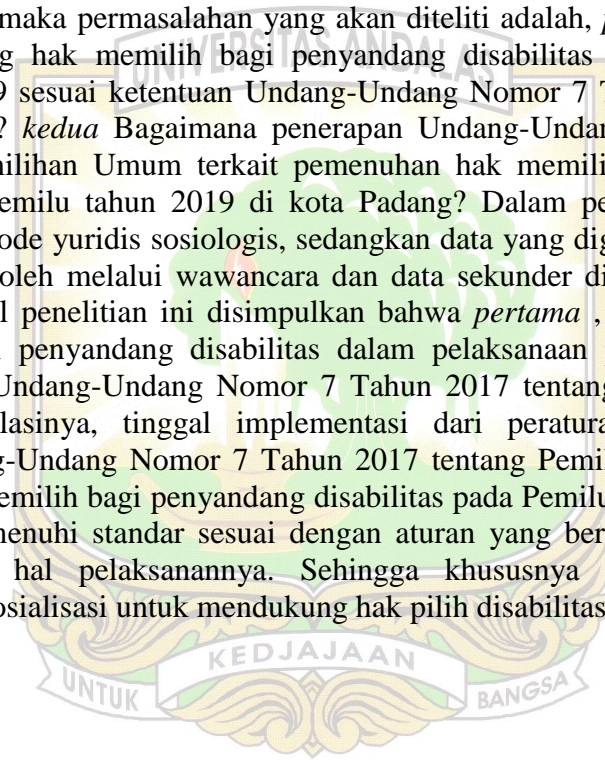 maka permasalahan yang akan diteliti adalah,
g hak memilih bagi penyandang disabilitas
9 sesuai ketentuan Undang-Undang Nomor 7 T
? kedua Bagaimana penerapan Undang-Undan
ilihan Umum terkait pemenuhan hak memili
emilu tahun 2019 di kota Padang? Dalam pe
ode yuridis sosiologis, sedangkan data yang dig
oleh melalui wawancara dan data sekunder di
l penelitian ini disimpulkan bahwa pertama ,
penyandang disabilitas dalam pelaksanaan
Undang-Undang Nomor 7 Tahun 2017 tentang
lasinya, tinggal implementasi dari peratura
g-Undang Nomor 7 Tahun 2017 tentang Pemil
emilih bagi penyandang disabilitas pada Pemilu
menuhi standar sesuai dengan aturan yang ber
hal pelaksanannya. Sehingga khususnya
osialisasi untuk mendukung hak pilih disabilitas
UNIVERSITAS ANDALAS
UNTUK KEDJAJAAN BANGSA